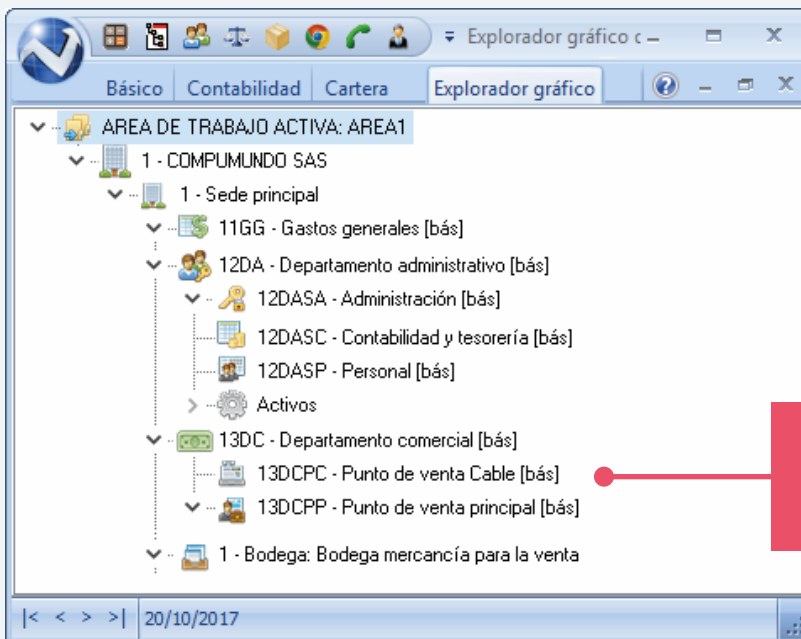 Explorador gráfico c
Básico Contabilidad Cartera Explorador gráfico
AREA DE TRABAJO ACTIVA: AREA1
1 - COMPUMUNDO SAS
1 - Sede principal
11GG - Gastos generales [bás]
12DA - Departamento administrativo [bás]
12DASA - Administración [bás]
12DASC - Contabilidad y tesorería [bás]
12DASP - Personal [bás]
Activos
13DC - Departamento comercial [bás]
13DCPC - Punto de venta Cable [bás]
13DCPP - Punto de venta principal [bás]
1 - Bodega: Bodega mercancía para la venta
|< < > >| 20/10/2017